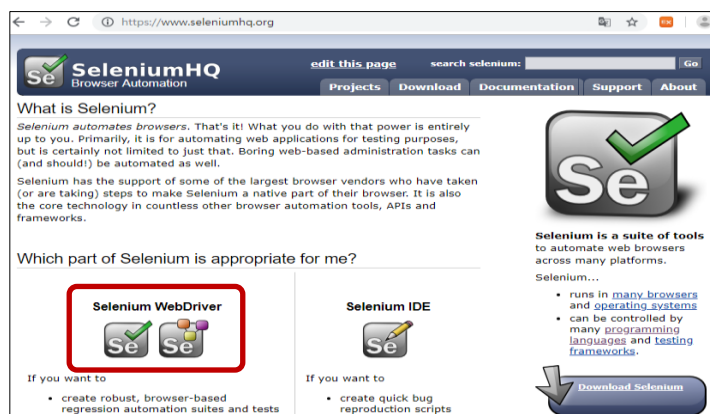 https://www.seleniumhq.org
edit this page
search selenium:
Go
Se
SeleniumHQ
Browser Automation
Projects Download Documentation Support About
What is Selenium?
Selenium automates browsers. That's it! What you do with that power is entirely
up to you. Primarily, it is for automating web applications for testing purposes,
but is certainly not limited to just that. Boring web-based administration tasks can
(and should!) be automated as well.
Selenium has the support of some of the largest browser vendors who have taken
(or are taking) steps to make Selenium a native part of their browser. It is also
the core technology in countless other browser automation tools, APIs and
frameworks.
Which part of Selenium is appropriate for me?
Selenium WebDriver
Se Se
If you want to
• create robust, browser-based
regression automation suites and tests
Selenium IDE
Se
If you want to
• create quick bug
reproduction scripts
Se
Selenium is a suite of tools
to automate web browsers
across many platforms.
Selenium...
• runs in many browsers
and operating systems
• can be controlled by
many programming
languages and testing
frameworks.
Download Selenium